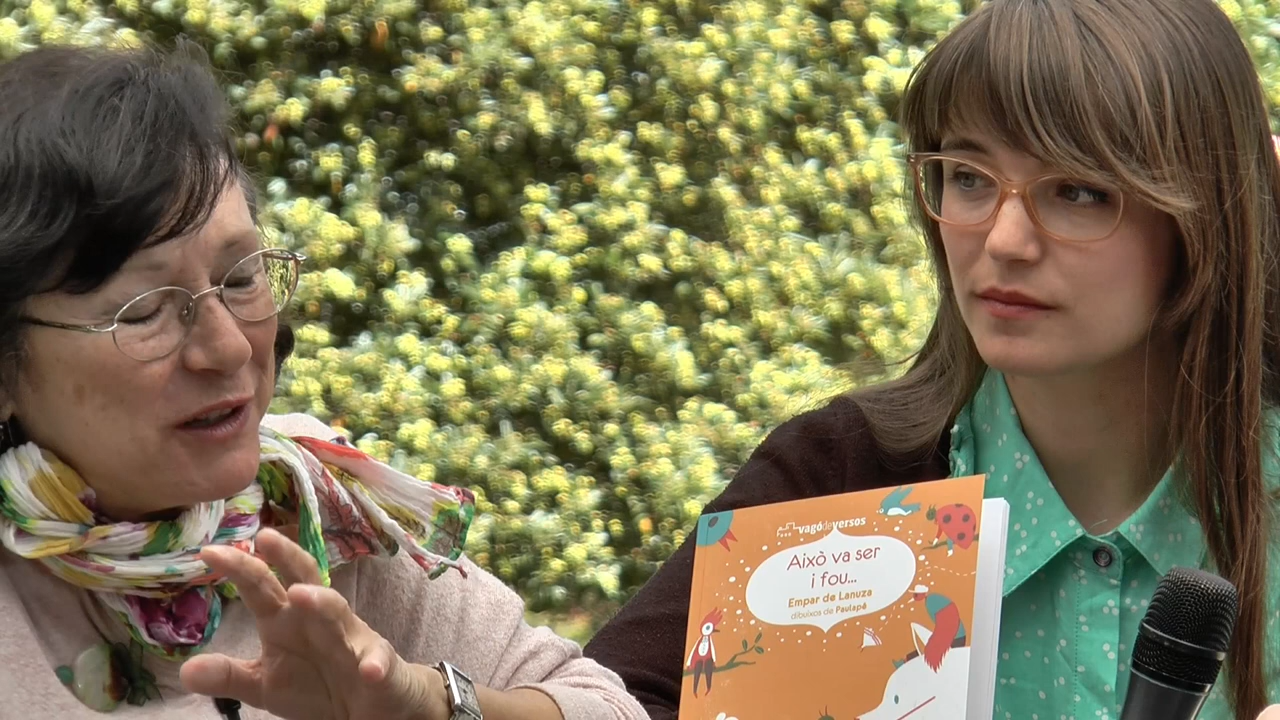 vagódeversos
Això va ser
i fou...
Empar de Lanuza
dibuixos de Paulapé